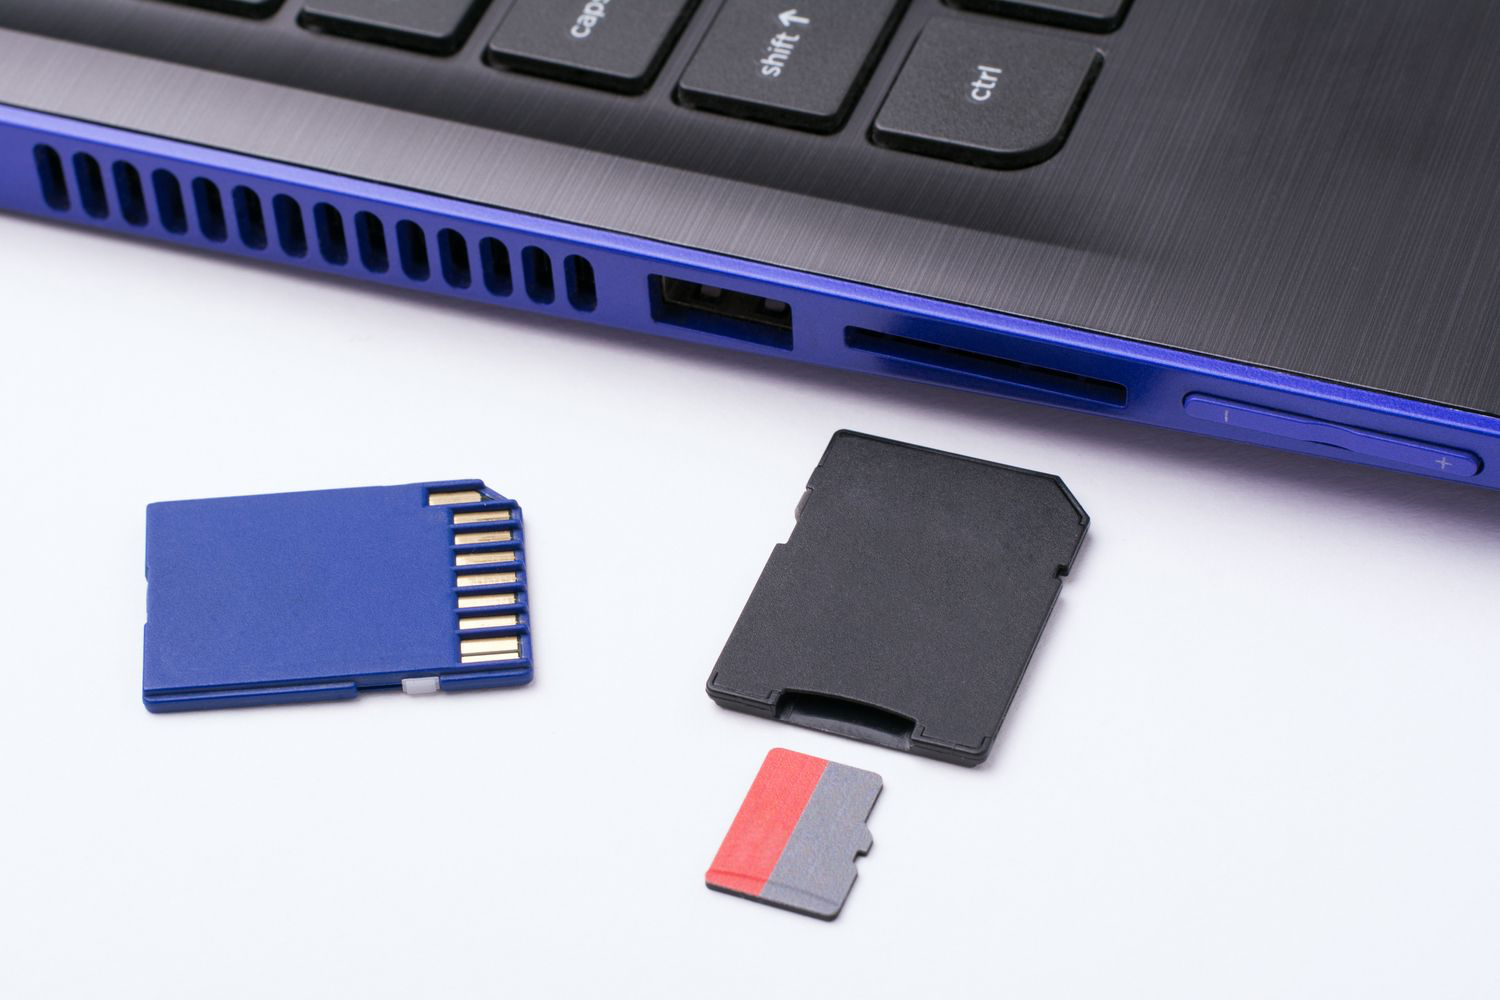 caps
shift
ctrl
- +